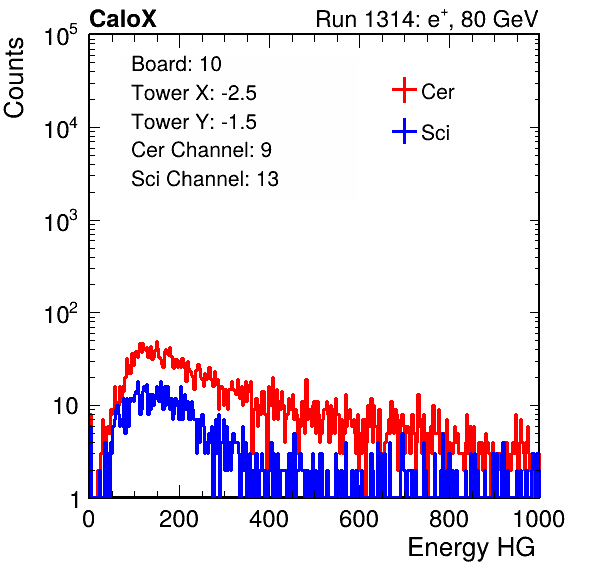 CaloX Run 1314: e⁺, 80 GeV
Counts
Board: 10
Tower X: -2.5
Tower Y: -1.5
Cer Channel: 9
Sci Channel: 13
Cer
Sci
10⁵
10⁴
10³
10²
10
1
0 200 400 600 800 1000
Energy HG